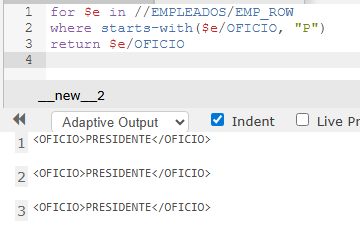 1 for $e in //EMPLEADOS/EMP_ROW
2 where starts-with($e/OFICIO, "P")
3 return $e/OFICIO
4
__new__2
Adaptive Output Indent Live Pr
1 <OFICIO>PRESIDENTE</OFICIO>
2 <OFICIO>PRESIDENTE</OFICIO>
3 <OFICIO>PRESIDENTE</OFICIO>